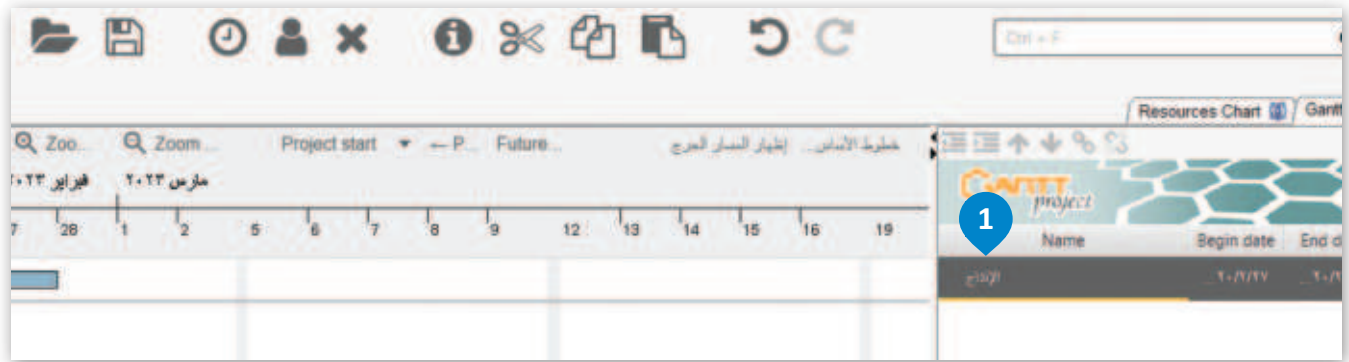 Ctrl + F
Resources Chart
Gantt
Zoo... Zoom... Project start ← P... Future... إظهار المسار الحرج خطوط الأساس...
فبراير ٢٠٢٣ مارس ٢٠٢٣
28 1 2 5 6 7 8 9 12 13 14 15 16 19
GANTT
project
1
Name Begin date End d
الإنتاج